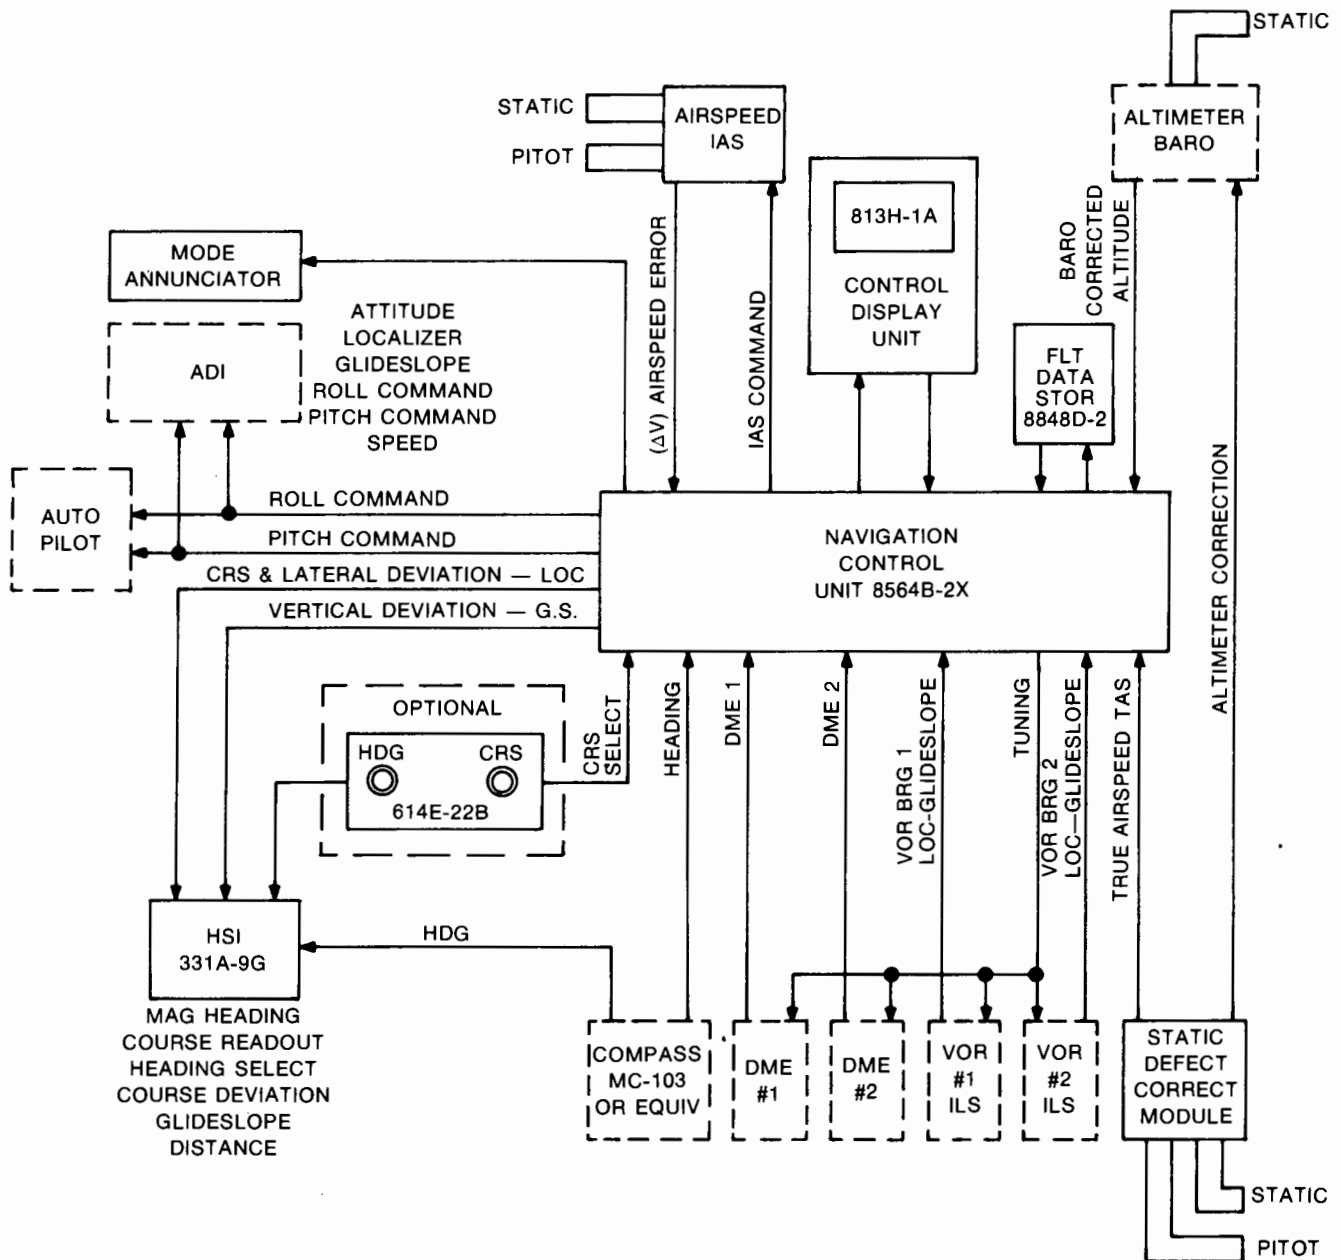 STATIC
ALTIMETER
BARO
STATIC
PITOT
AIRSPEED
IAS
813H-1A
CONTROL
DISPLAY
UNIT
BARO
CORRECTED
ALTITUDE
MODE
ANNUNCIATOR
(ΔV) AIRSPEED ERROR
IAS COMMAND
FLT
DATA
STOR
8848D-2
ADI
ATTITUDE
LOCALIZER
GLIDESLOPE
ROLL COMMAND
PITCH COMMAND
SPEED
ALTIMETER CORRECTION
AUTO
PILOT
ROLL COMMAND
PITCH COMMAND
CRS & LATERAL DEVIATION — LOC
VERTICAL DEVIATION — G.S.
NAVIGATION
CONTROL
UNIT 8564B-2X
OPTIONAL
HDG
CRS
614E-22B
CRS
SELECT
HEADING
DME 1
DME 2
VOR BRG 1
LOC-GLIDESLOPE
TUNING
VOR BRG 2
LOC—GLIDESLOPE
TRUE AIRSPEED TAS
HSI
331A-9G
HDG
MAG HEADING
COURSE READOUT
HEADING SELECT
COURSE DEVIATION
GLIDESLOPE
DISTANCE
COMPASS
MC-103
OR EQUIV
DME
#1
DME
#2
VOR
#1
ILS
VOR
#2
ILS
STATIC
DEFECT
CORRECT
MODULE
STATIC
PITOT